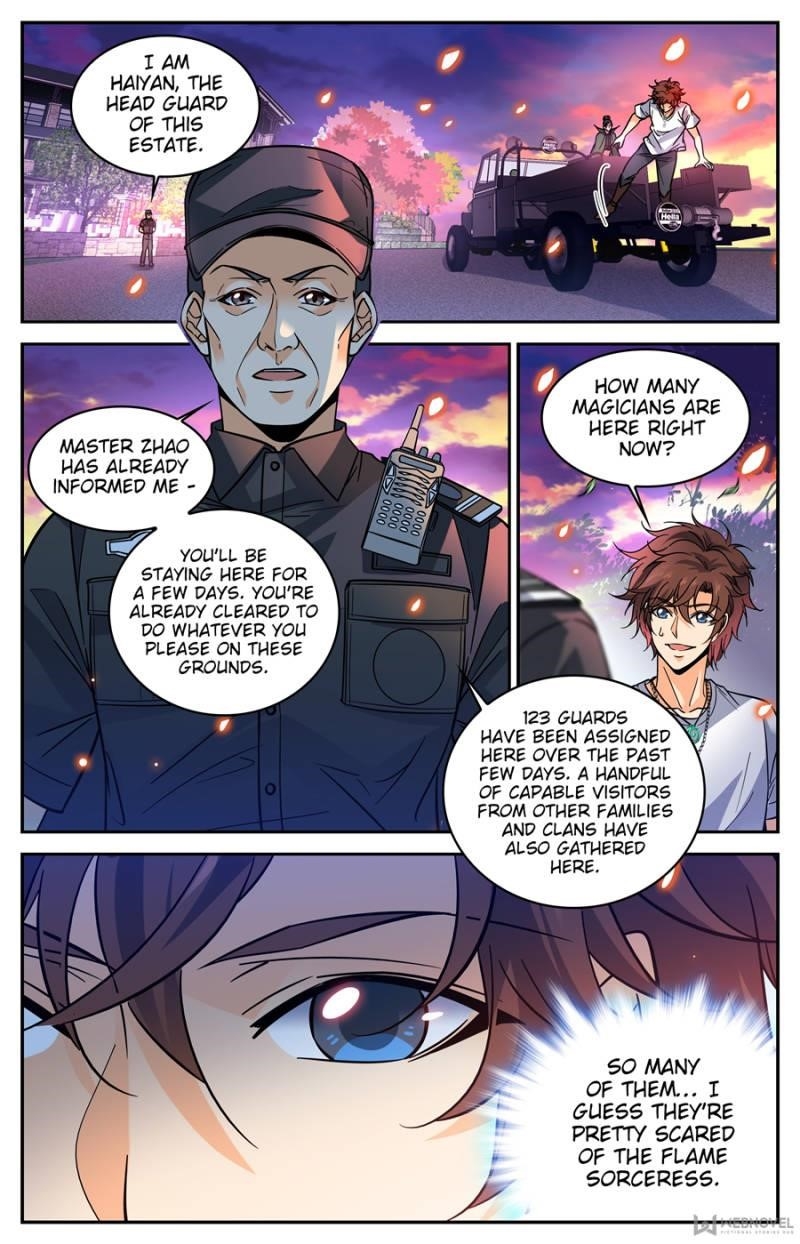 I AM
HAIYAN, THE
HEAD GUARD
OF THIS
ESTATE.
Hella
MASTER ZHAO
HAS ALREADY
INFORMED ME -
YOU'LL BE
STAYING HERE FOR
A FEW DAYS. YOU'RE
ALREADY CLEARED TO
DO WHATEVER YOU
PLEASE ON THESE
GROUNDS.
HOW MANY
MAGICIANS ARE
HERE RIGHT
NOW?
123 GUARDS
HAVE BEEN ASSIGNED
HERE OVER THE PAST
FEW DAYS. A HANDFUL
OF CAPABLE VISITORS
FROM OTHER FAMILIES
AND CLANS HAVE
ALSO GATHERED
HERE.
SO MANY
OF THEM... I
GUESS THEY'RE
PRETTY SCARED
OF THE FLAME
SORCERESS.
WEBNOVEL
FICTIONAL STORIES HUB